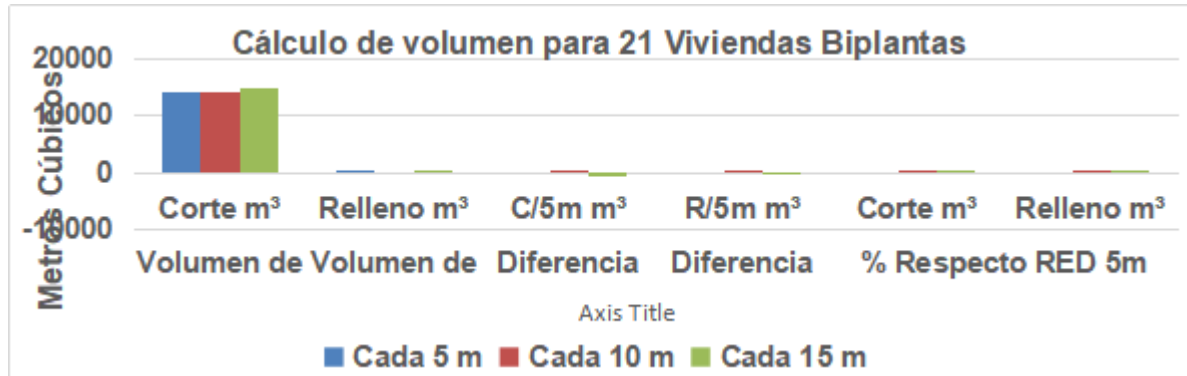 Cálculo de volumen para 21 Viviendas Biplantas
Metros Cúbicos
20000
10000
0
-10000
Corte m³ Relleno m³ C/5m m³ R/5m m³ Corte m³ Relleno m³
Volumen de Volumen de Diferencia Diferencia % Respecto RED 5m
Axis Title
Cada 5 m Cada 10 m Cada 15 m